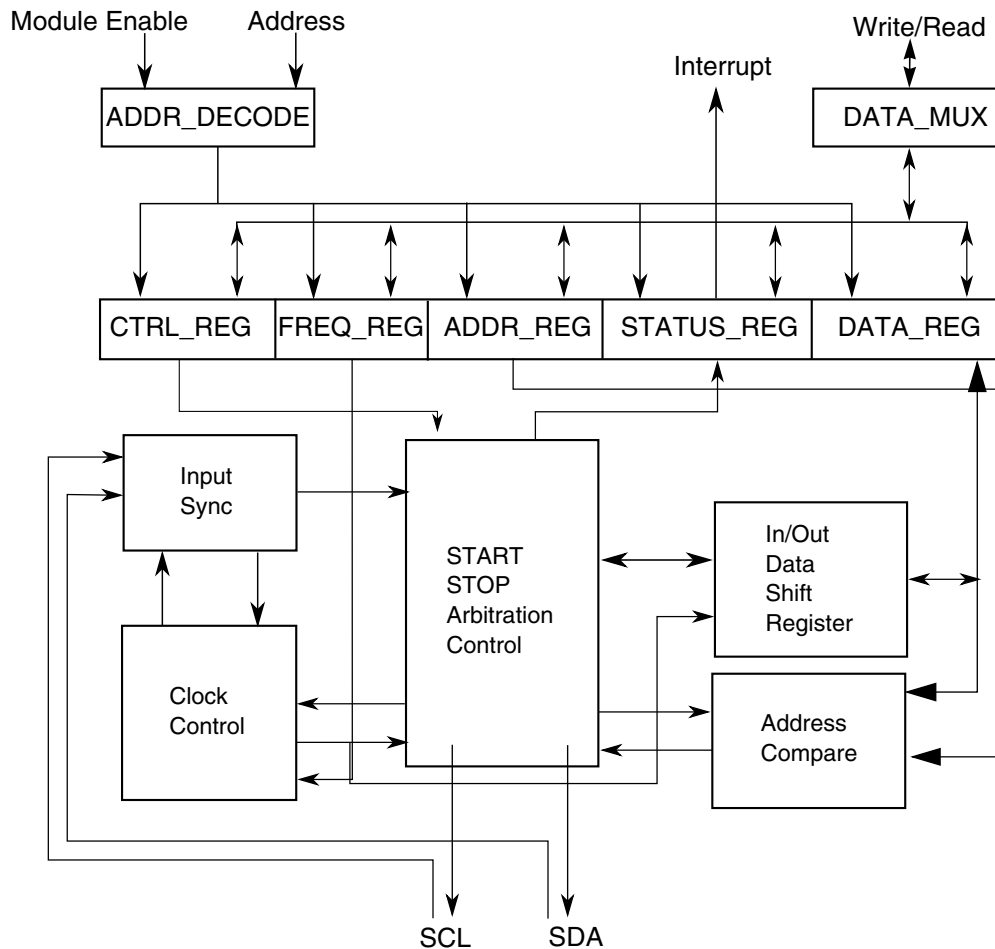 Module Enable
Address
Write/Read
Interrupt
ADDR_DECODE
DATA_MUX
CTRL_REG
FREQ_REG
ADDR_REG
STATUS_REG
DATA_REG
Input
Sync
START
STOP
Arbitration
Control
In/Out
Data
Shift
Register
Clock
Control
Address
Compare
SCL
SDA